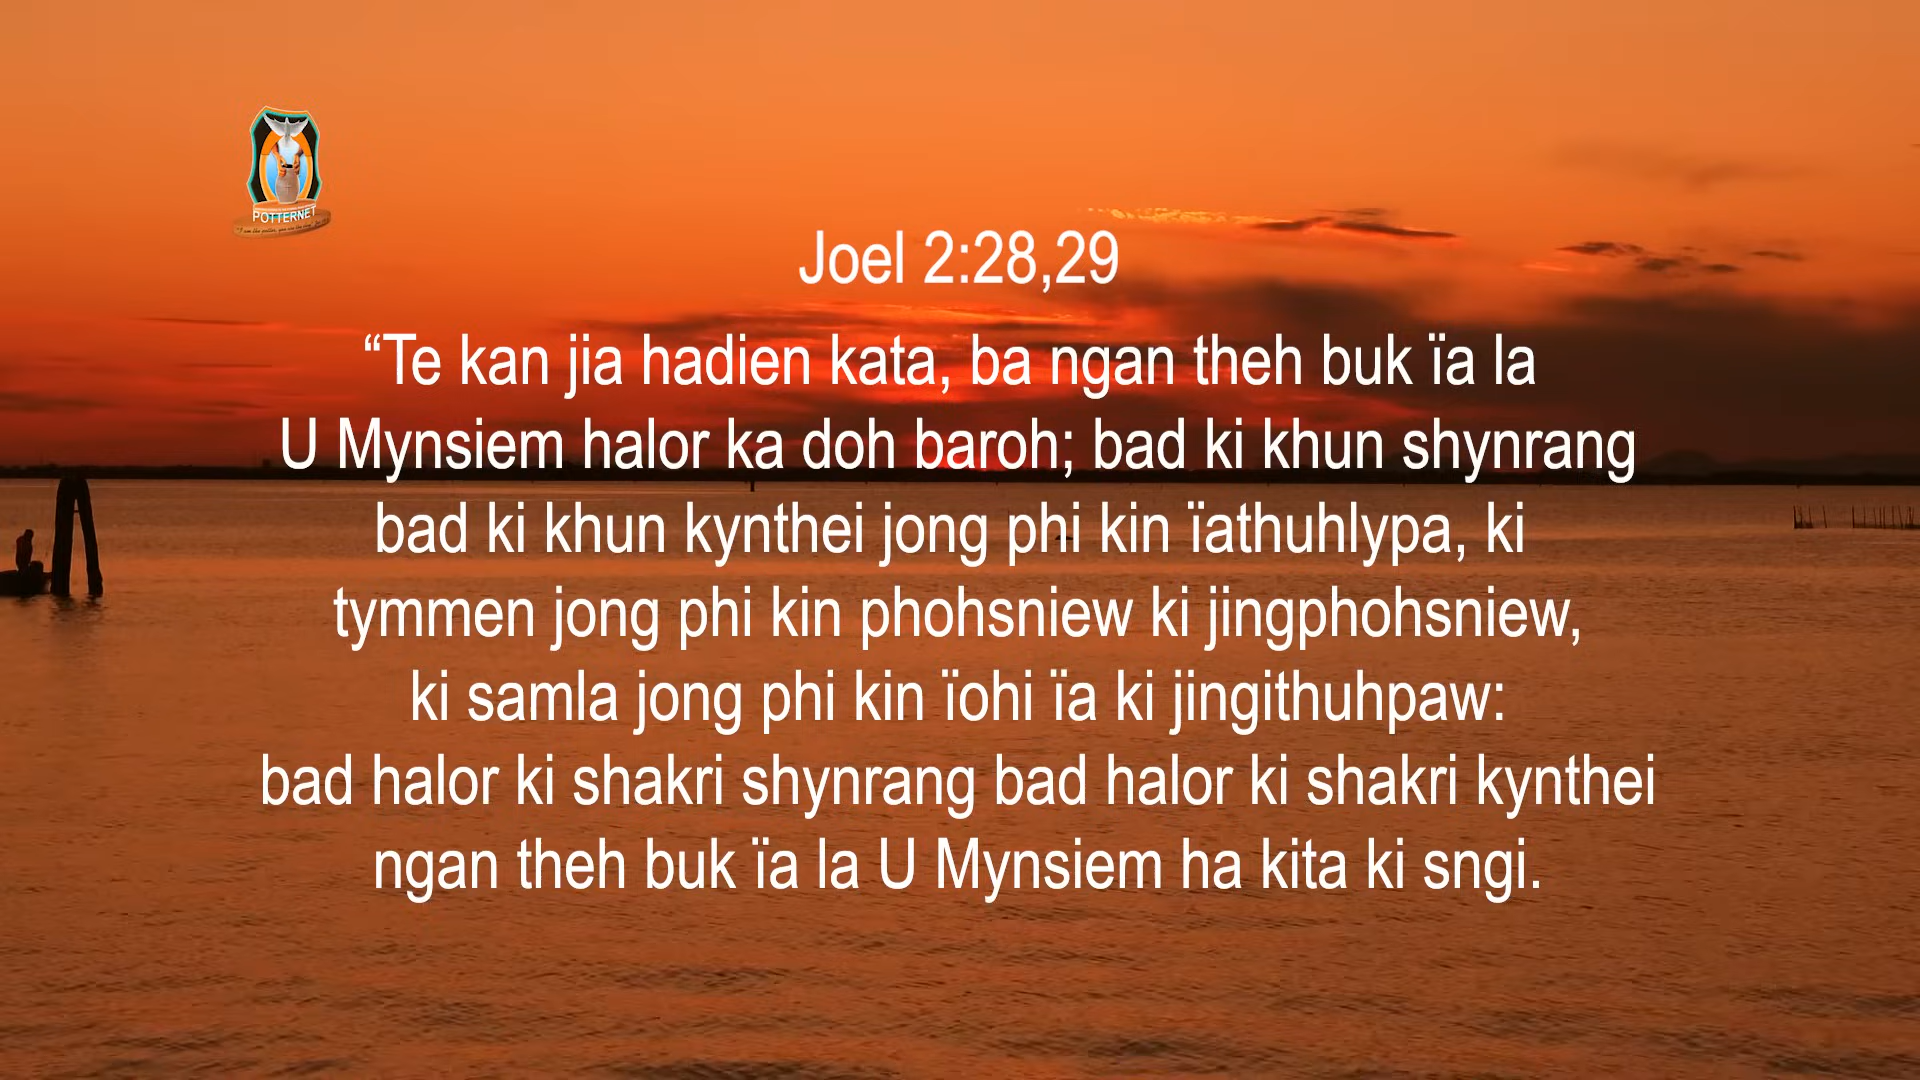 POTTERNET
Joel 2:28,29
“Te kan jia hadien kata, ba ngan theh buk ïa la
U Mynsiem halor ka doh baroh; bad ki khun shynrang
bad ki khun kynthei jong phi kin ïathuhlypa, ki
tymmen jong phi kin phohsniew ki jingphohsniew,
ki samla jong phi kin ïohi ïa ki jingithuhpaw:
bad halor ki shakri shynrang bad halor ki shakri kynthei
ngan theh buk ïa la U Mynsiem ha kita ki sngi.